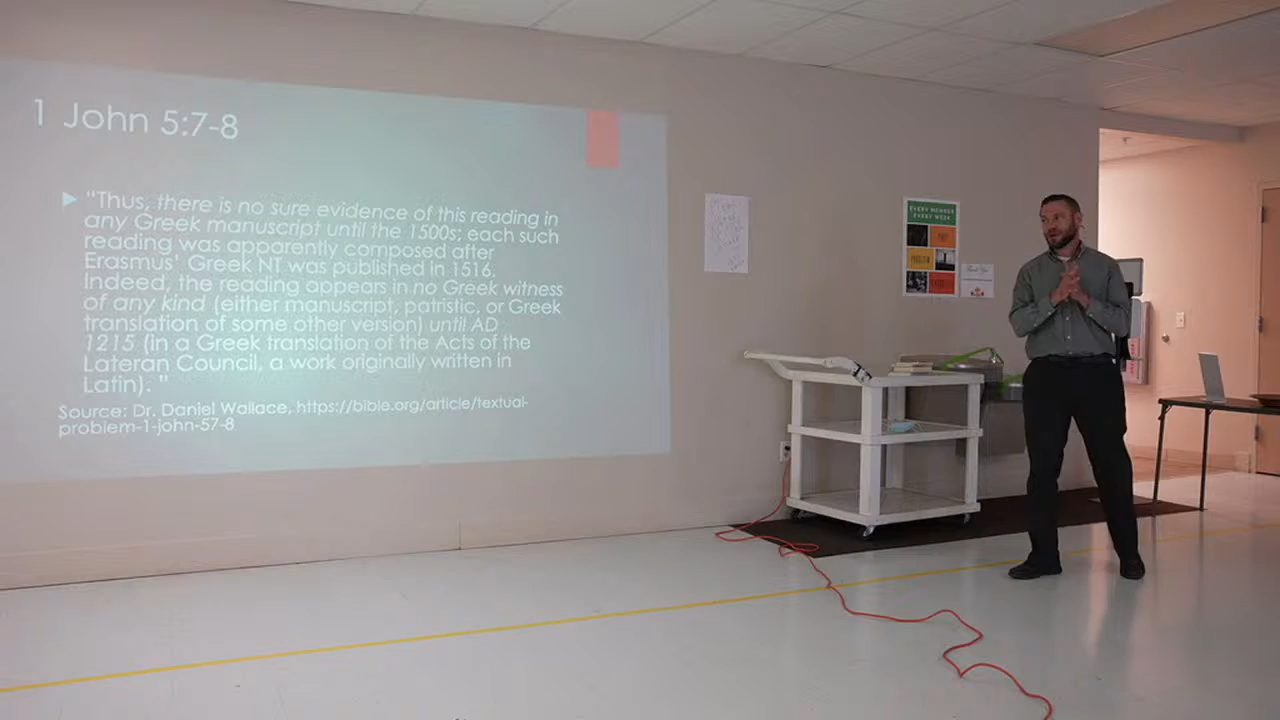 1 John 5:7-8
“Thus, there is no sure evidence of this reading in
any Greek manuscript until the 1500s; each such
reading was apparently composed after
Erasmus’ Greek NT was published in 1516.
Indeed, the reading appears in no Greek witness
of any kind (either manuscript, patristic, or Greek
translation of some other version) until AD
1215 (in a Greek translation of the Acts of the
Lateran Council, a work originally written in
Latin). ”
Source: Dr. Daniel Wallace, https://bible.org/article/textual-
problem-1-john-57-8
EVERY MEMBER
EVERY WEEK